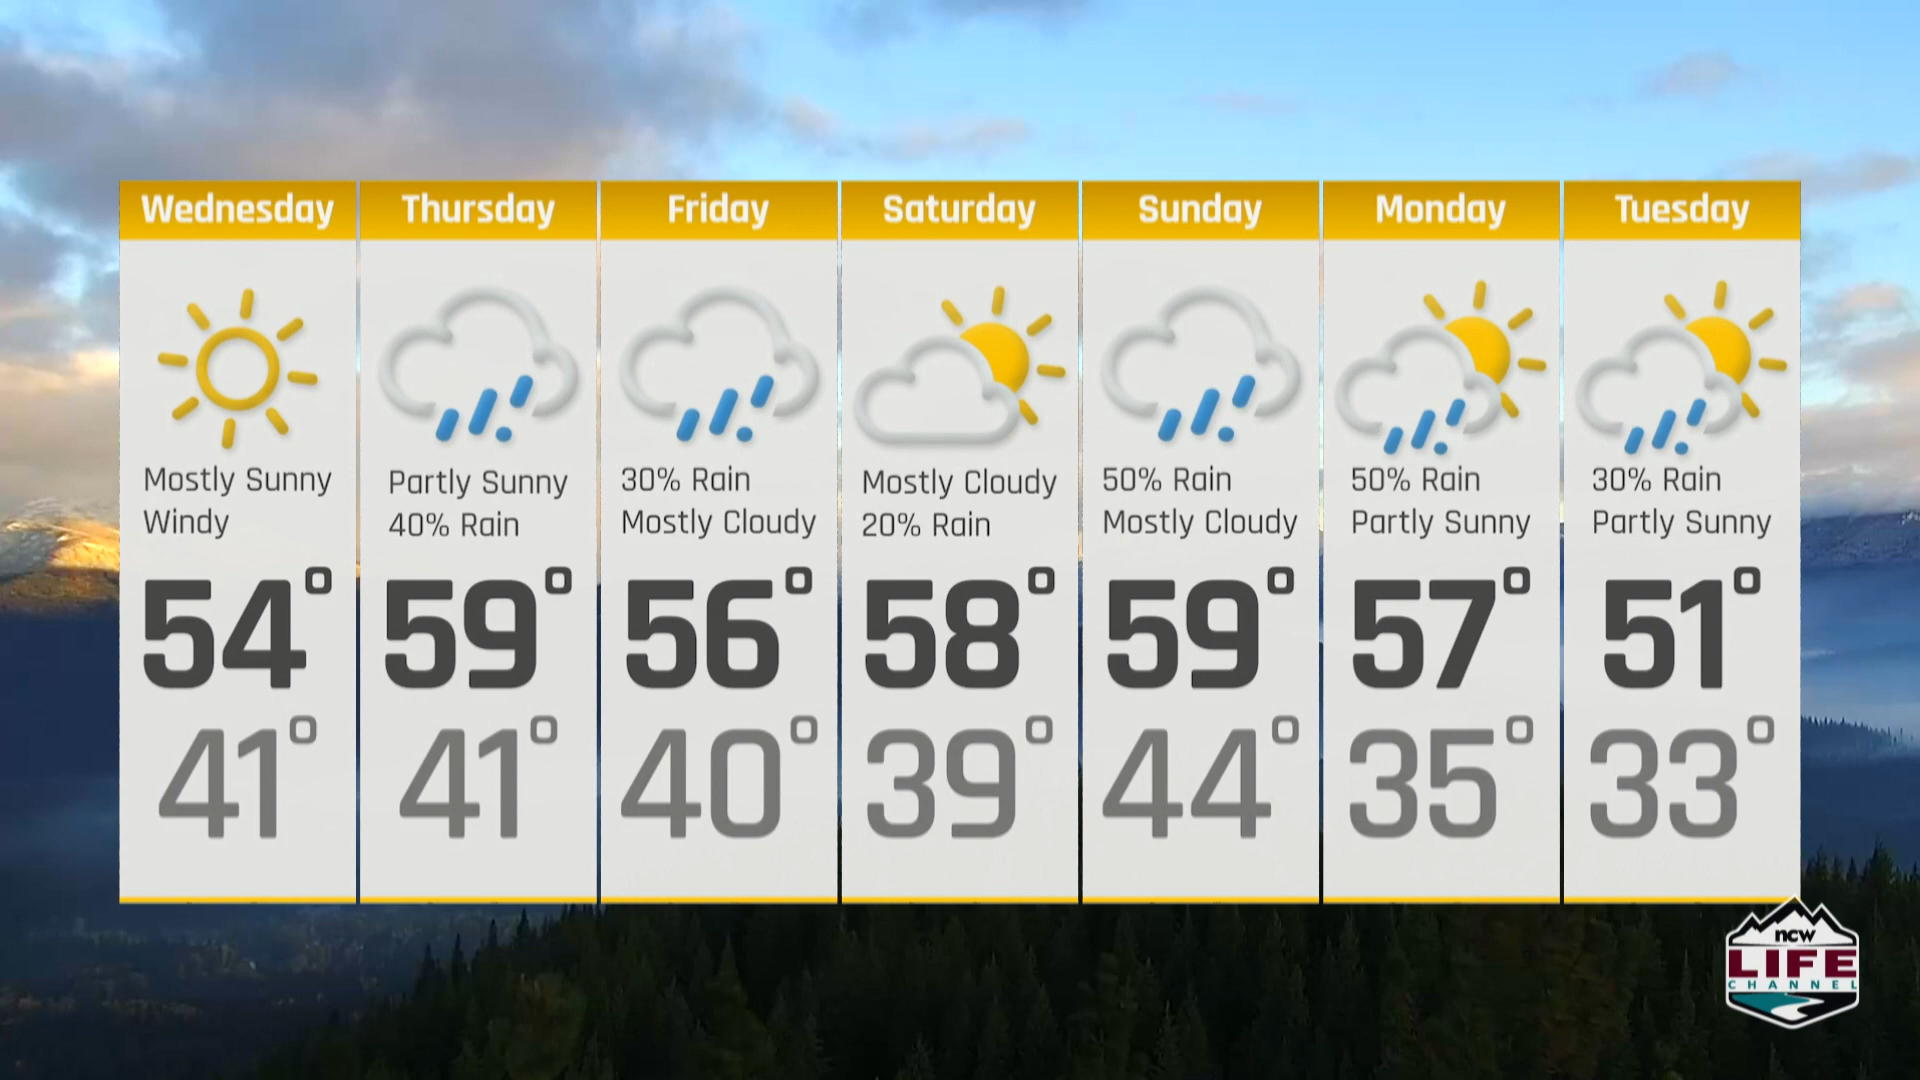 Wednesday
Mostly Sunny
Windy
54°
41°
Thursday
Partly Sunny
40% Rain
59°
41°
Friday
30% Rain
Mostly Cloudy
56°
40°
Saturday
Mostly Cloudy
20% Rain
58°
39°
Sunday
50% Rain
Mostly Cloudy
59°
44°
Monday
50% Rain
Partly Sunny
57°
35°
Tuesday
30% Rain
Partly Sunny
51°
33°
ncw
LIFE
CHANNEL